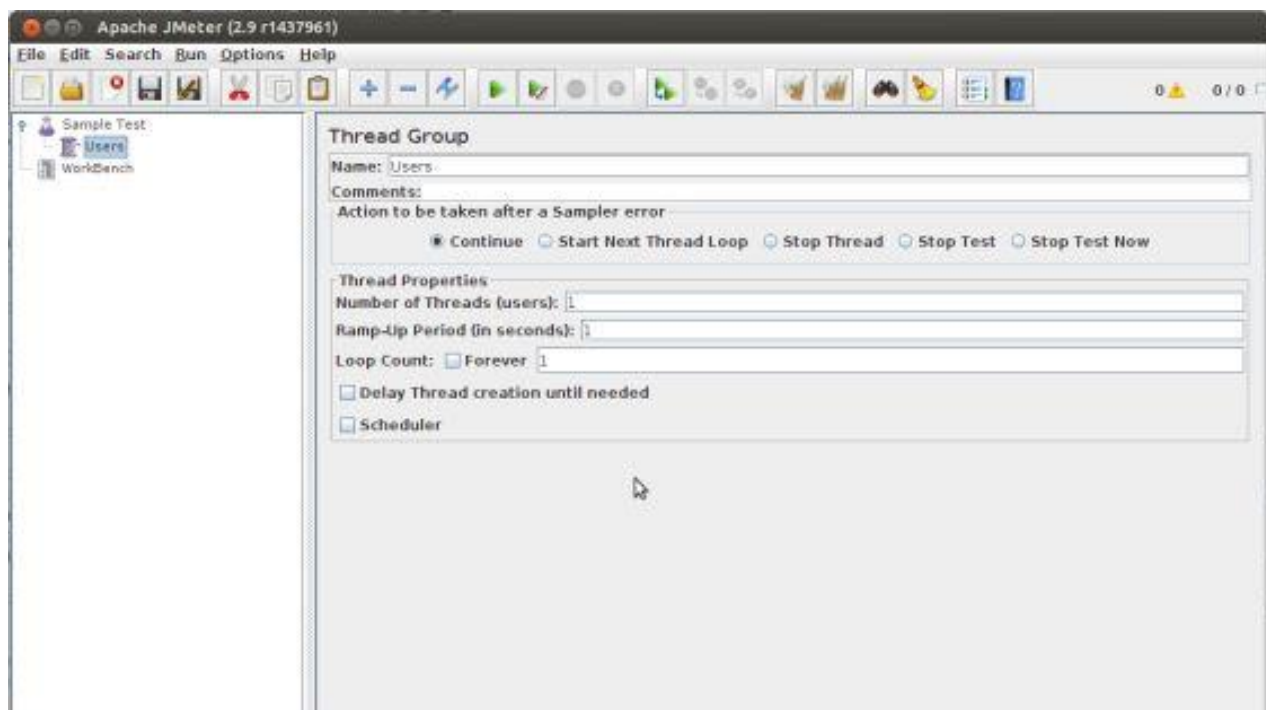 Apache JMeter (2.9 r1437961)
File Edit Search Run Options Help
0 0 / 0
Sample Test
Users
WorkBench
Thread Group
Name: Users
Comments:
Action to be taken after a Sampler error
Continue Start Next Thread Loop Stop Thread Stop Test Stop Test Now
Thread Properties
Number of Threads (users): 1
Ramp-Up Period (in seconds): 1
Loop Count: Forever 1
Delay Thread creation until needed
Scheduler